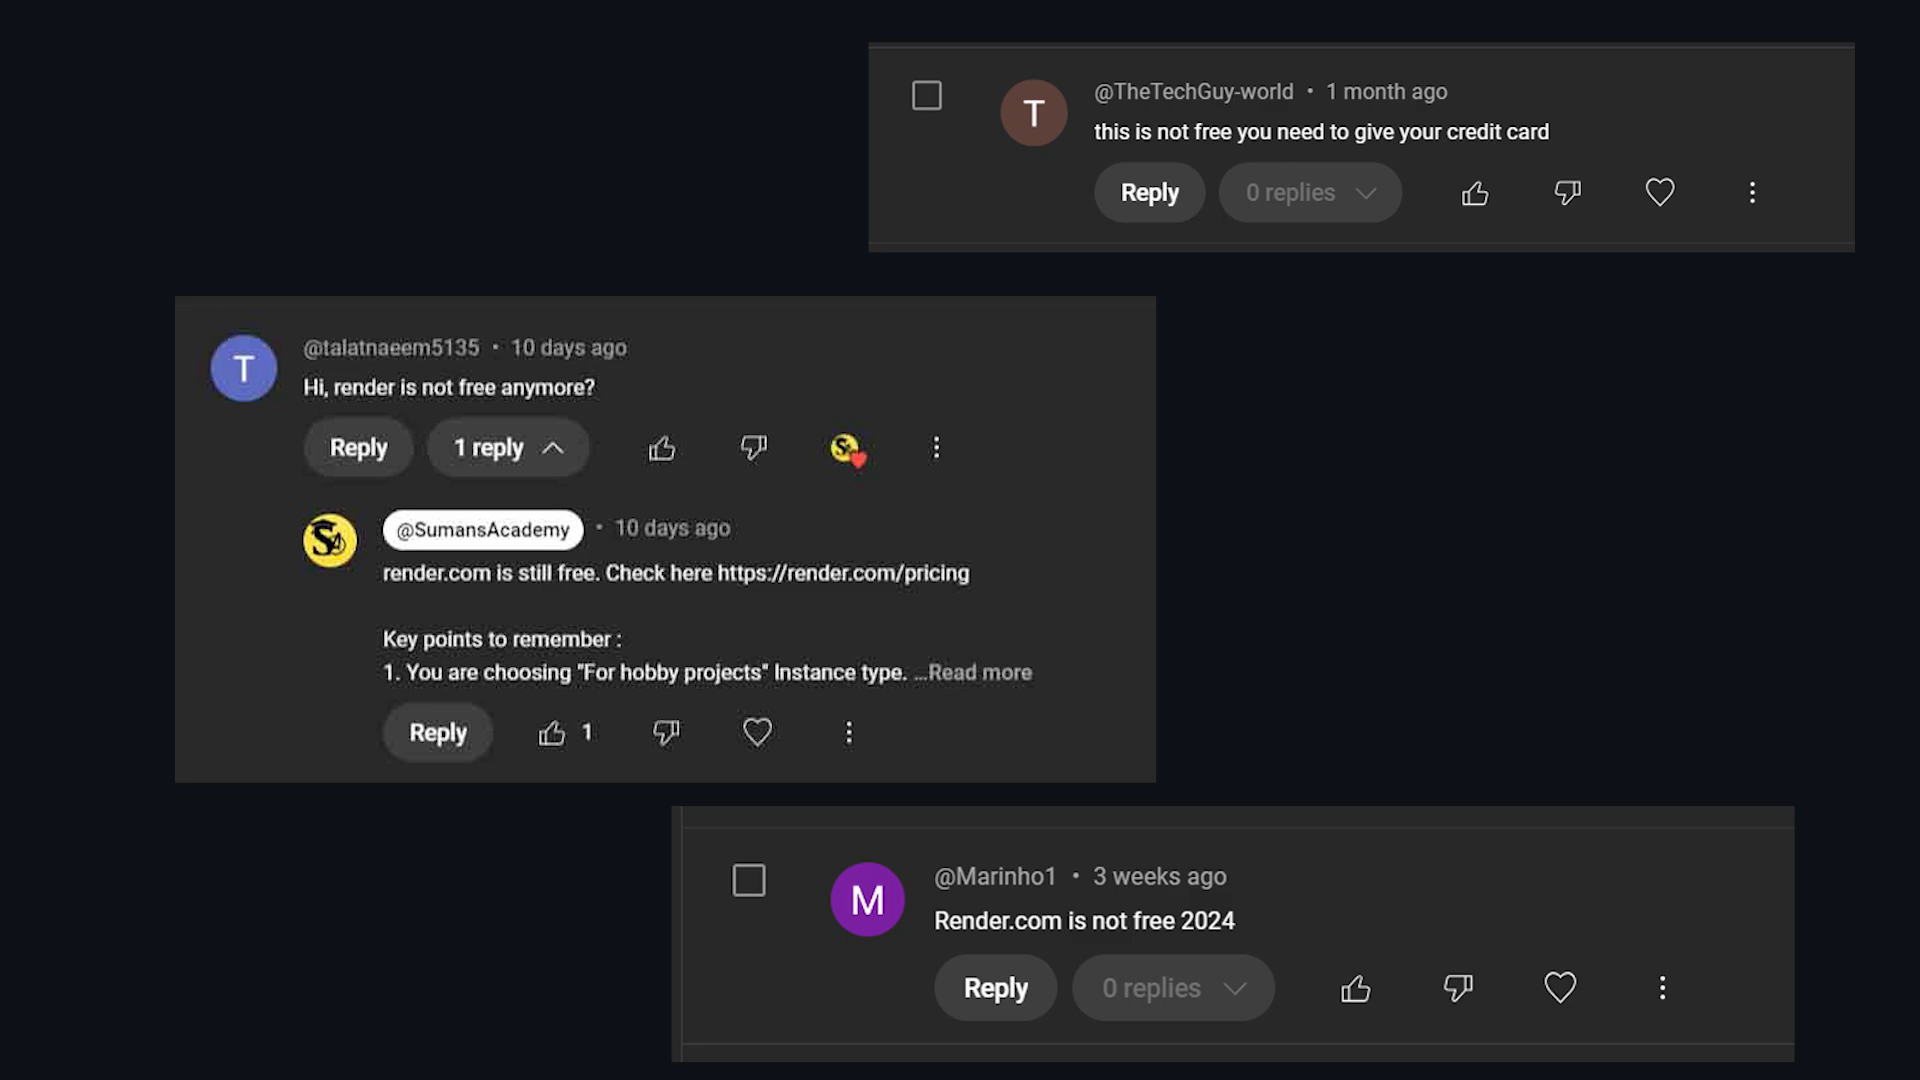 T
@TheTechGuy-world • 1 month ago
this is not free you need to give your credit card
Reply 0 replies
T
@talatnaeem5135 • 10 days ago
Hi, render is not free anymore?
Reply 1 reply
@SumansAcademy • 10 days ago
render.com is still free. Check here https://render.com/pricing
Key points to remember :
1. You are choosing "For hobby projects" Instance type. ...Read more
Reply 1
M
@Marinho1 • 3 weeks ago
Render.com is not free 2024
Reply 0 replies